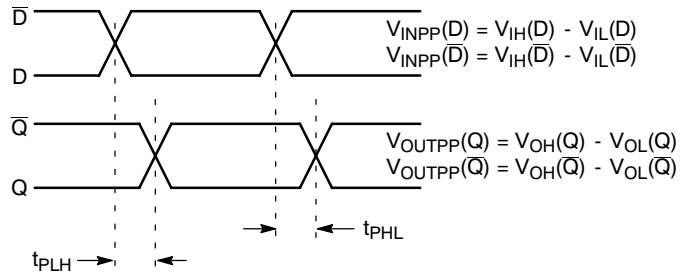 D̅
V_INPP(D) = V_IH(D) - V_IL(D)
V_INPP(D̅) = V_IH(D̅) - V_IL(D̅)
D
Q̅
V_OUTPP(Q) = V_OH(Q) - V_OL(Q)
V_OUTPP(Q̅) = V_OH(Q̅) - V_OL(Q̅)
Q
t_PHL
t_PLH